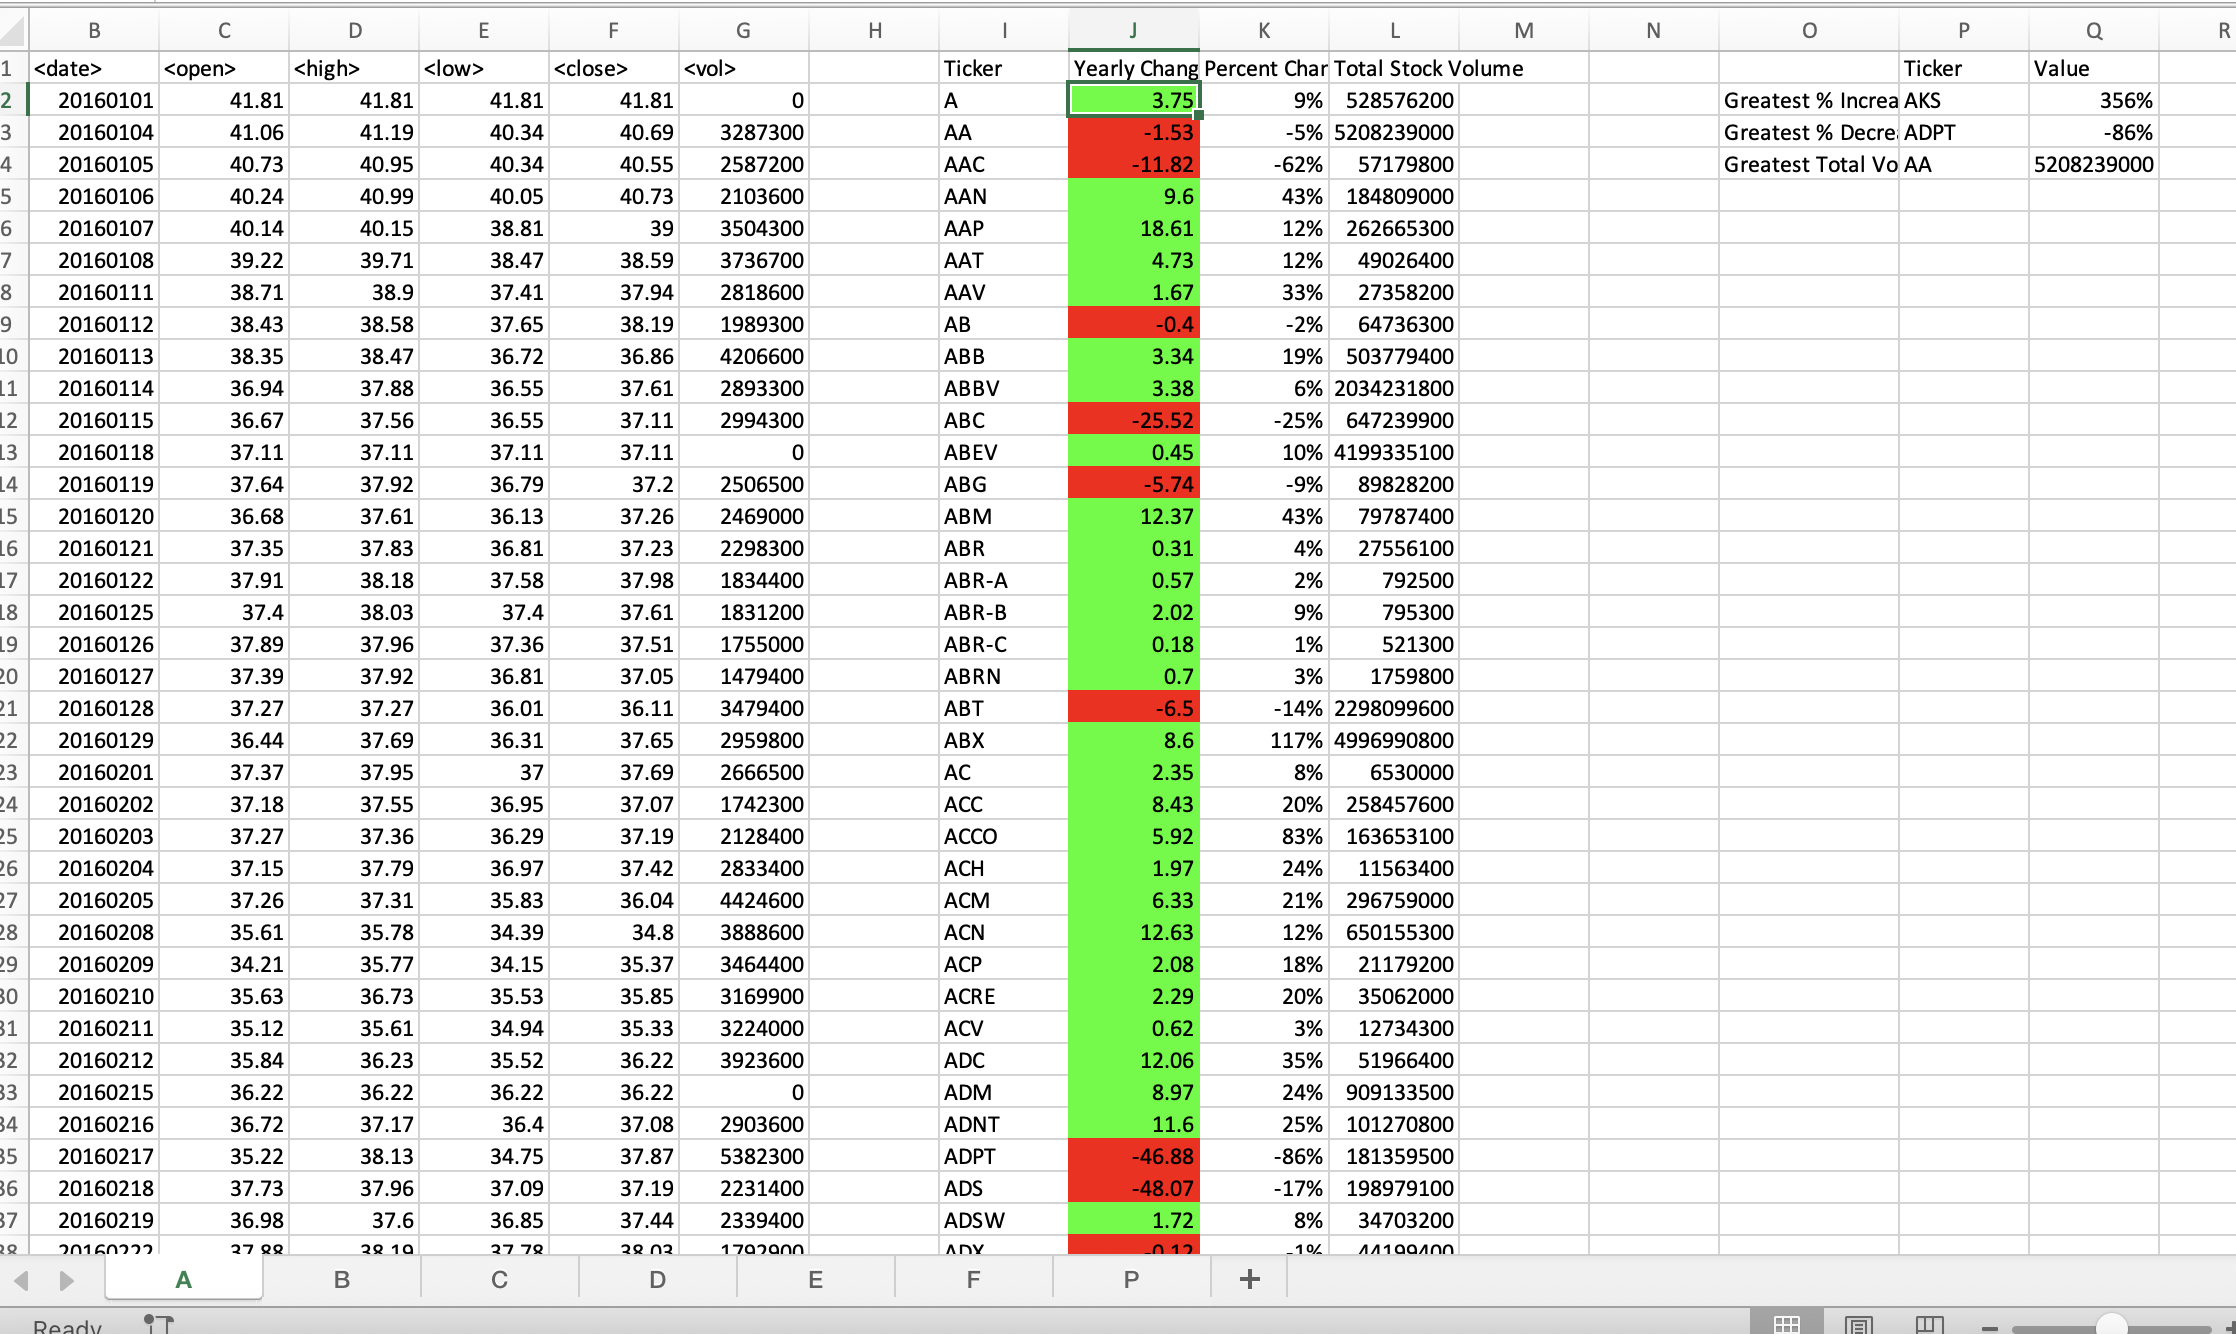 B C D E F G H I J K L M N O P Q R
1 <date> <open> <high> <low> <close> <vol> Ticker Yearly Chang Percent Char Total Stock Volume Ticker Value
2 20160101 41.81 41.81 41.81 41.81 0 A 3.75 9% 528576200 Greatest % Increa AKS 356%
3 20160104 41.06 41.19 40.34 40.69 3287300 AA -1.53 -5% 5208239000 Greatest % Decre ADPT -86%
4 20160105 40.73 40.95 40.34 40.55 2587200 AAC -11.82 -62% 57179800 Greatest Total Vo AA 5208239000
5 20160106 40.24 40.99 40.05 40.73 2103600 AAN 9.6 43% 184809000
6 20160107 40.14 40.15 38.81 39 3504300 AAP 18.61 12% 262665300
7 20160108 39.22 39.71 38.47 38.59 3736700 AAT 4.73 12% 49026400
8 20160111 38.71 38.9 37.41 37.94 2818600 AAV 1.67 33% 27358200
9 20160112 38.43 38.58 37.65 38.19 1989300 AB -0.4 -2% 64736300
10 20160113 38.35 38.47 36.72 36.86 4206600 ABB 3.34 19% 503779400
11 20160114 36.94 37.88 36.55 37.61 2893300 ABBV 3.38 6% 2034231800
12 20160115 36.67 37.56 36.55 37.11 2994300 ABC -25.52 -25% 647239900
13 20160118 37.11 37.11 37.11 37.11 0 ABEV 0.45 10% 4199335100
14 20160119 37.64 37.92 36.79 37.2 2506500 ABG -5.74 -9% 89828200
15 20160120 36.68 37.61 36.13 37.26 2469000 ABM 12.37 43% 79787400
16 20160121 37.35 37.83 36.81 37.23 2298300 ABR 0.31 4% 27556100
17 20160122 37.91 38.18 37.58 37.98 1834400 ABR-A 0.57 2% 792500
18 20160125 37.4 38.03 37.4 37.61 1831200 ABR-B 2.02 9% 795300
19 20160126 37.89 37.96 37.36 37.51 1755000 ABR-C 0.18 1% 521300
20 20160127 37.39 37.92 36.81 37.05 1479400 ABRN 0.7 3% 1759800
21 20160128 37.27 37.27 36.01 36.11 3479400 ABT -6.5 -14% 2298099600
22 20160129 36.44 37.69 36.31 37.65 2959800 ABX 8.6 117% 4996990800
23 20160201 37.37 37.95 37 37.69 2666500 AC 2.35 8% 6530000
24 20160202 37.18 37.55 36.95 37.07 1742300 ACC 8.43 20% 258457600
25 20160203 37.27 37.36 36.29 37.19 2128400 ACCO 5.92 83% 163653100
26 20160204 37.15 37.79 36.97 37.42 2833400 ACH 1.97 24% 11563400
27 20160205 37.26 37.31 35.83 36.04 4424600 ACM 6.33 21% 296759000
28 20160208 35.61 35.78 34.39 34.8 3888600 ACN 12.63 12% 650155300
29 20160209 34.21 35.77 34.15 35.37 3464400 ACP 2.08 18% 21179200
30 20160210 35.63 36.73 35.53 35.85 3169900 ACRE 2.29 20% 35062000
31 20160211 35.12 35.61 34.94 35.33 3224000 ACV 0.62 3% 12734300
32 20160212 35.84 36.23 35.52 36.22 3923600 ADC 12.06 35% 51966400
33 20160215 36.22 36.22 36.22 36.22 0 ADM 8.97 24% 909133500
34 20160216 36.72 37.17 36.4 37.08 2903600 ADNT 11.6 25% 101270800
35 20160217 35.22 38.13 34.75 37.87 5382300 ADPT -46.88 -86% 181359500
36 20160218 37.73 37.96 37.09 37.19 2231400 ADS -48.07 -17% 198979100
37 20160219 36.98 37.6 36.85 37.44 2339400 ADSW 1.72 8% 34703200
38 20160222 37.88 38.19 37.78 38.03 1792900 ADX -0.12 -1% 44199400
A B C D E F P +
Ready